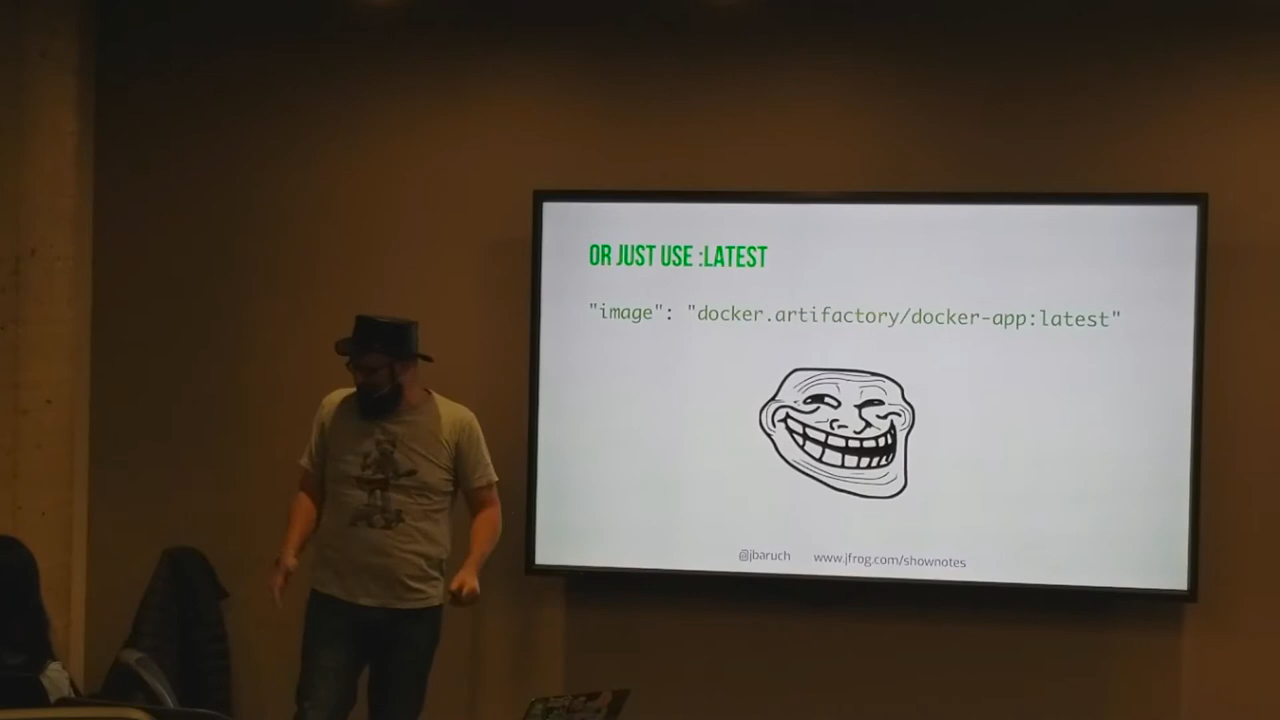 OR JUST USE :LATEST
"image": "docker.artifactory/docker-app:latest"
@jbaruch www.jfrog.com/shownotes